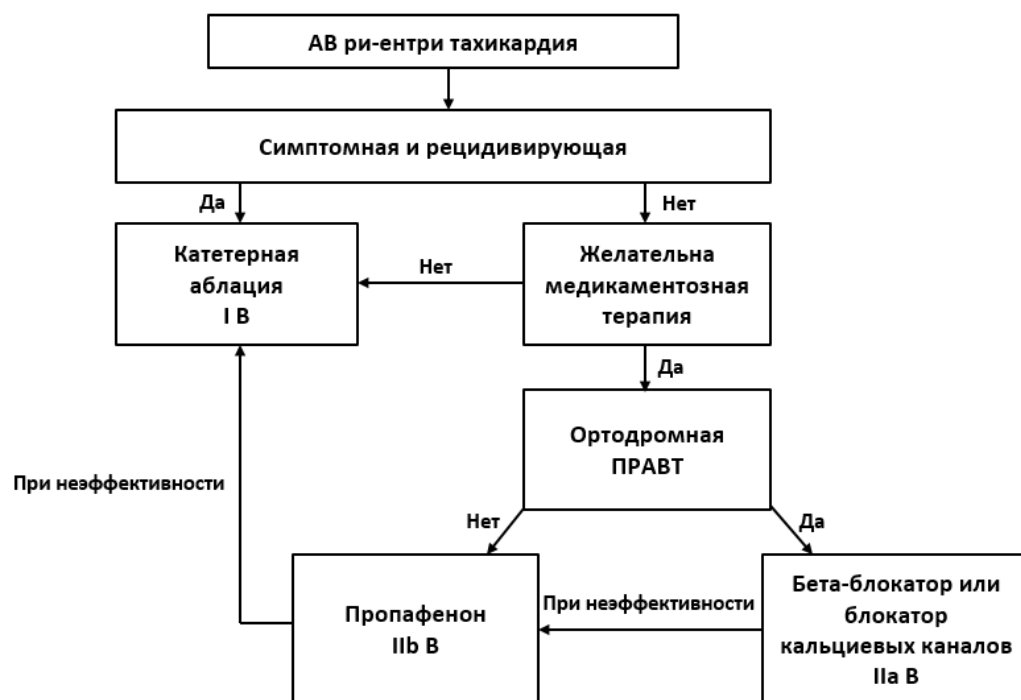 АВ ри-ентри тахикардия
Симптомная и рецидивирующая
Да
Нет
Катетерная
аблация
I B
Нет
Желательна
медикаментозная
терапия
Да
Ортодромная
ПРАВТ
При неэффективности
Нет
Да
Пропафенон
IIb B
При неэффективности
Бета-блокатор или
блокатор
кальциевых каналов
IIa B